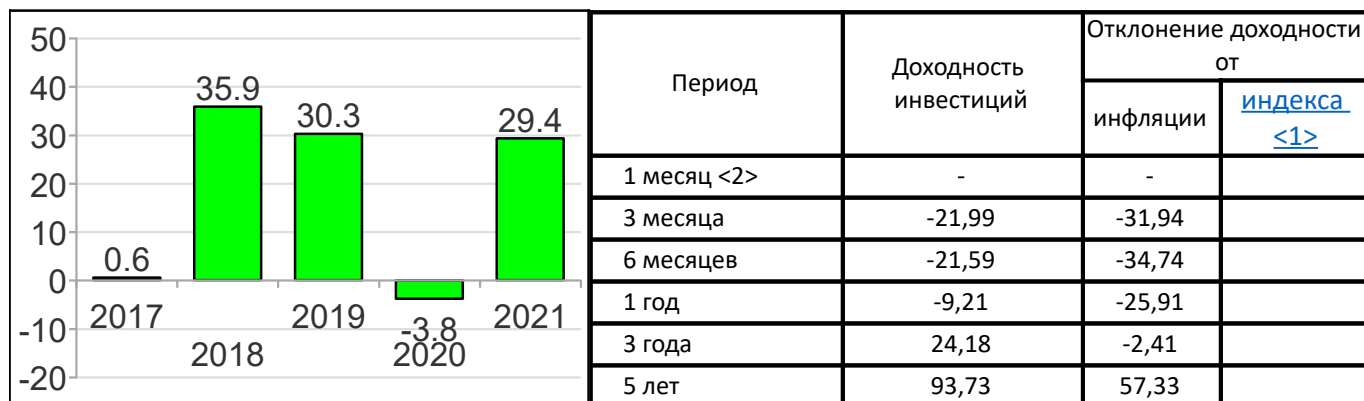 50
40
30
20
10
0
-10
-20
0.6
35.9
30.3
-3.8
29.4
2017
2018
2019
2020
2021
Период
Доходность
инвестиций
Отклонение доходности
от
инфляции
индекса
<1>
1 месяц <2> - -
3 месяца -21,99 -31,94
6 месяцев -21,59 -34,74
1 год -9,21 -25,91
3 года 24,18 -2,41
5 лет 93,73 57,33